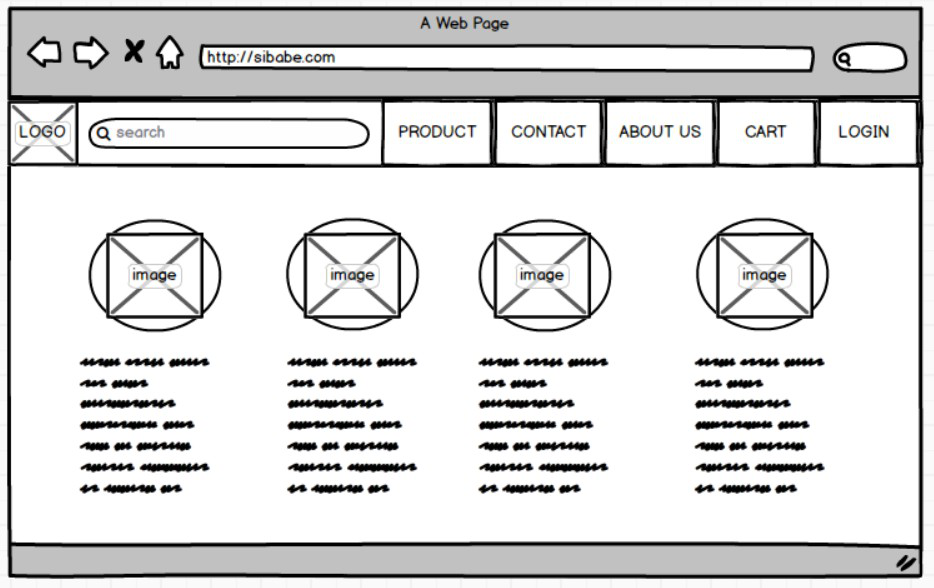 A Web Page
http://sibabe.com
LOGO
search
PRODUCT
CONTACT
ABOUT US
CART
LOGIN
image
image
image
image